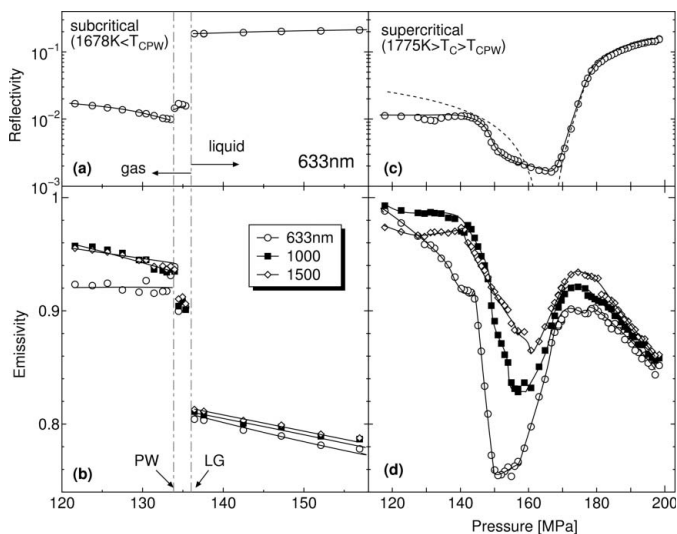 subcritical
(1678K<T_CPW)
Reflectivity
10⁻¹
10⁻²
10⁻³
(a)
gas
liquid
633nm
supercritical
(1775K>T_C>T_CPW)
(c)
Emissivity
1.0
0.9
0.8
633nm
1000
1500
(b)
PW
LG
(d)
120
130
140
150
120
140
160
180
200
Pressure [MPa]